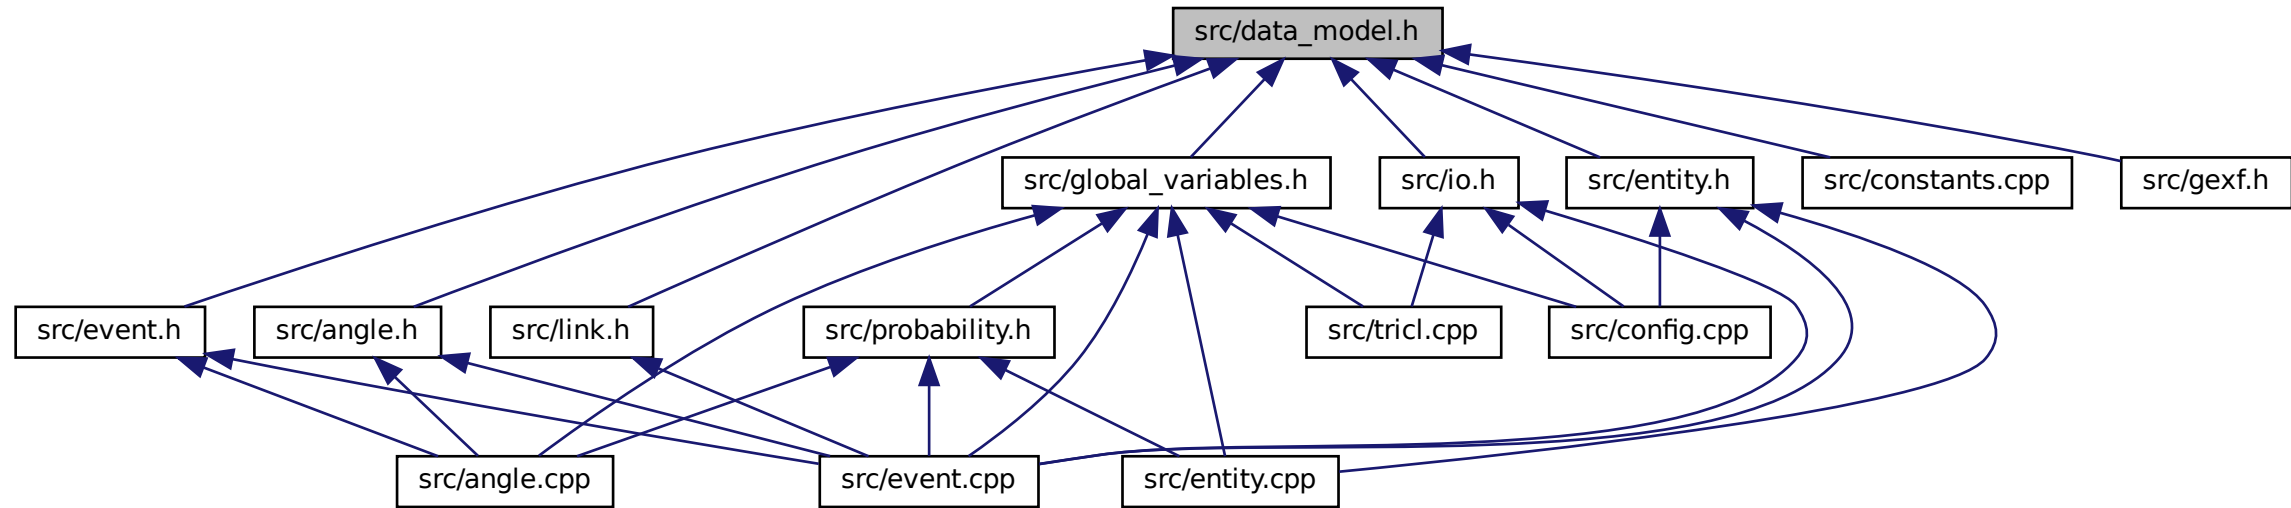 src/data_model.h
src/global_variables.h
src/io.h
src/entity.h
src/constants.cpp
src/gexf.h
src/event.h
src/angle.h
src/link.h
src/probability.h
src/tricl.cpp
src/config.cpp
src/angle.cpp
src/event.cpp
src/entity.cpp